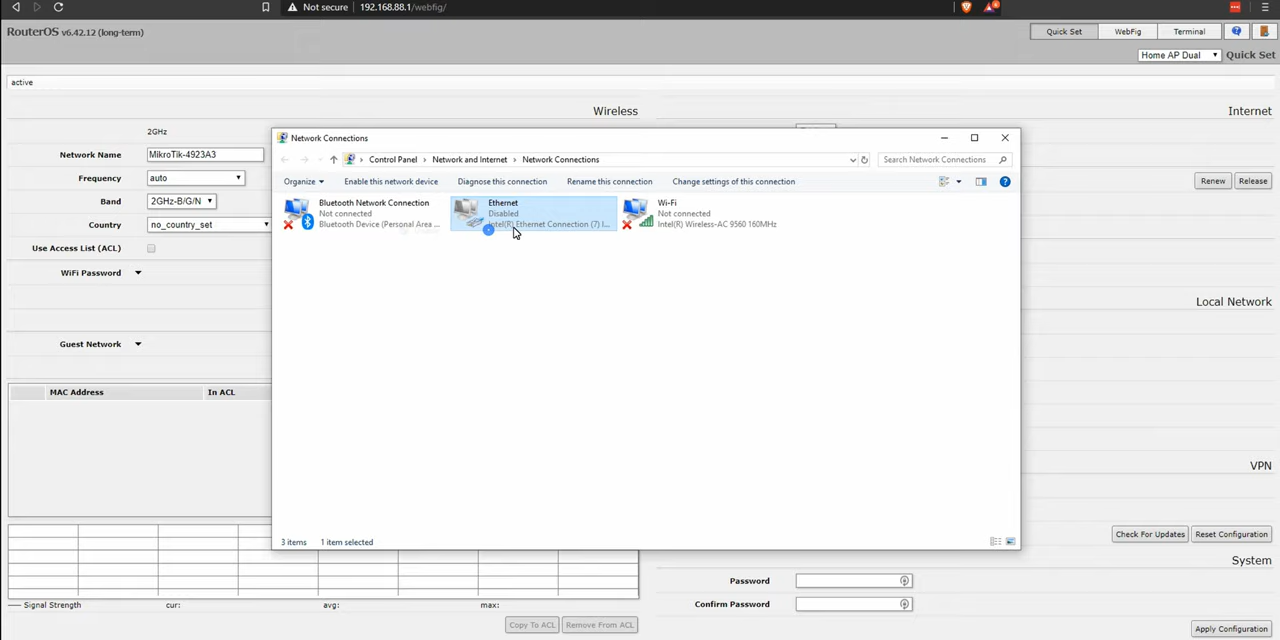 Not secure 192.168.88.1/webfig/
RouterOS v6.42.12 (long-term)
Quick Set WebFig Terminal
Home AP Dual Quick Set
active
Wireless
Internet
2GHz
Network Name MikroTik-4923A3
Frequency auto
Band 2GHz-B/G/N
Country no_country_set
Use Access List (ACL)
WiFi Password
Guest Network
MAC Address In ACL
Signal Strength cur: avg: max:
Copy To ACL Remove From ACL
Network Connections
Control Panel Network and Internet Network Connections
Search Network Connections
Organize Enable this network device Diagnose this connection Rename this connection Change settings of this connection
Bluetooth Network Connection
Not connected
Bluetooth Device (Personal Area ...
Ethernet
Disabled
Intel(R) Ethernet Connection (7) I...
Wi-Fi
Not connected
Intel(R) Wireless-AC 9560 160MHz
3 items 1 item selected
Renew Release
Local Network
VPN
Check For Updates Reset Configuration
System
Password
Confirm Password
Apply Configuration